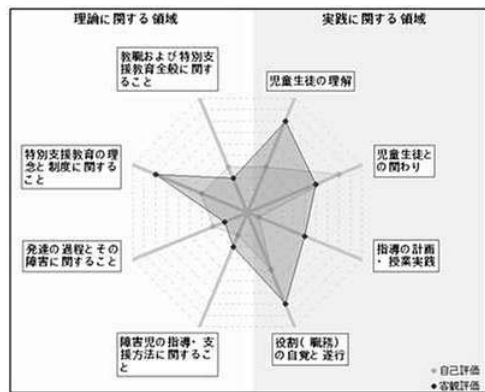 理論に関する領域
実践に関する領域
教職および特別支
援教育全般に関す
ること
児童生徒の理解
特別支援教育の理
念と制度に関する
こと
児童生徒と
の関わり
発達の過程とその
障害に関すること
指導の計画
・授業実践
障害児の指導・支
援方法に関するこ
と
役割(職務)
の自覚と遂行
自己評価
客観評価